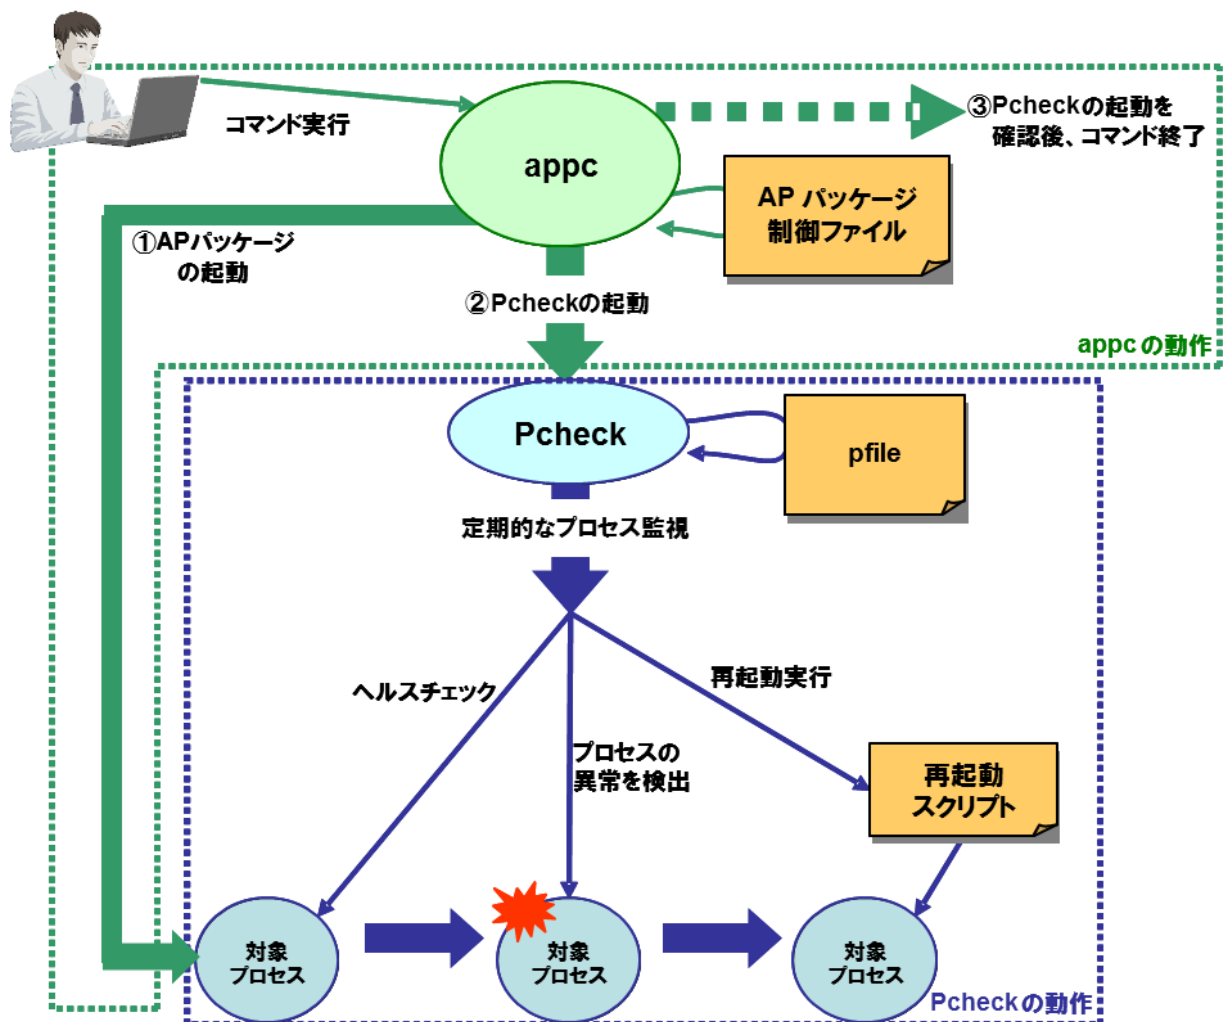 コマンド実行
appc
③Pcheckの起動を
確認後、コマンド終了
AP パッケージ
制御ファイル
①APパッケージ
の起動
②Pcheckの起動
appcの動作
Pcheck
pfile
定期的なプロセス監視
ヘルスチェック
再起動実行
プロセスの
異常を検出
再起動
スクリプト
対象
プロセス
対象
プロセス
対象
プロセス
Pcheckの動作